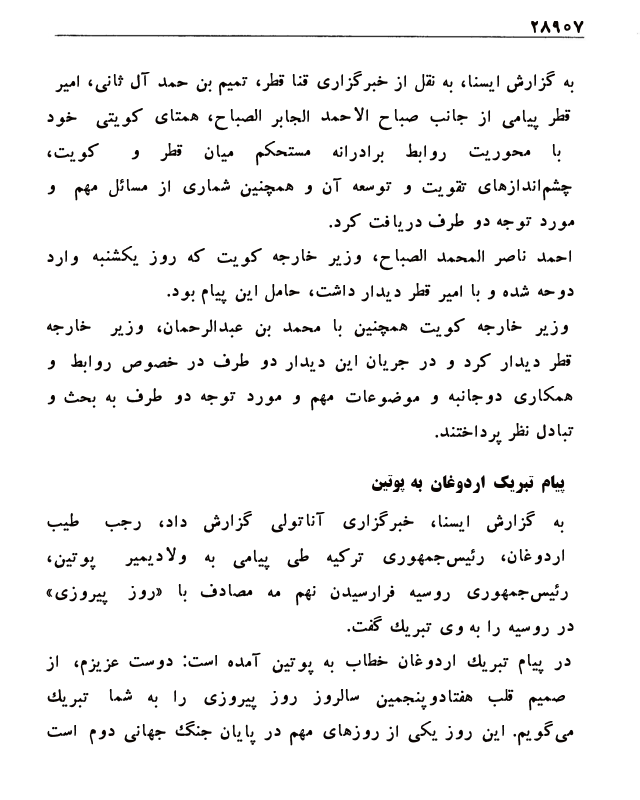 ۲۸۹۰۷
به گزارش ایسنا، به نقل از خبرگزاری قنا قطر، تمیم بن حمد آل ثانی، امیر
قطر پیامی از جانب صباح الاحمد الجابر الصباح، همتای کویتی خود
با محوریت روابط برادرانه مستحکم میان قطر و کویت،
چشم‌اندازهای تقویت و توسعه آن و همچنین شماری از مسائل مهم و
مورد توجه دو طرف دریافت کرد.
احمد ناصر المحمد الصباح، وزیر خارجه کویت که روز یکشنبه وارد
دوحه شده و با امیر قطر دیدار داشت، حامل این پیام بود.
وزیر خارجه کویت همچنین با محمد بن عبدالرحمان، وزیر خارجه
قطر دیدار کرد و در جریان این دیدار دو طرف در خصوص روابط و
همکاری دوجانبه و موضوعات مهم و مورد توجه دو طرف به بحث و
تبادل نظر پرداختند.
پیام تبریک اردوغان به پوتین
به گزارش ایسنا، خبرگزاری آناتولی گزارش داد، رجب طیب
اردوغان، رئیس‌جمهوری ترکیه طی پیامی به ولادیمیر پوتین،
رئیس‌جمهوری روسیه فرارسیدن نهم مه مصادف با «روز پیروزی»
در روسیه را به وی تبریك گفت.
در پیام تبریك اردوغان خطاب به پوتین آمده است: دوست عزیزم، از
صمیم قلب هفتادوپنجمین سالروز روز پیروزی را به شما تبریك
می‌گویم. این روز یکی از روزهای مهم در پایان جنگ جهانی دوم است